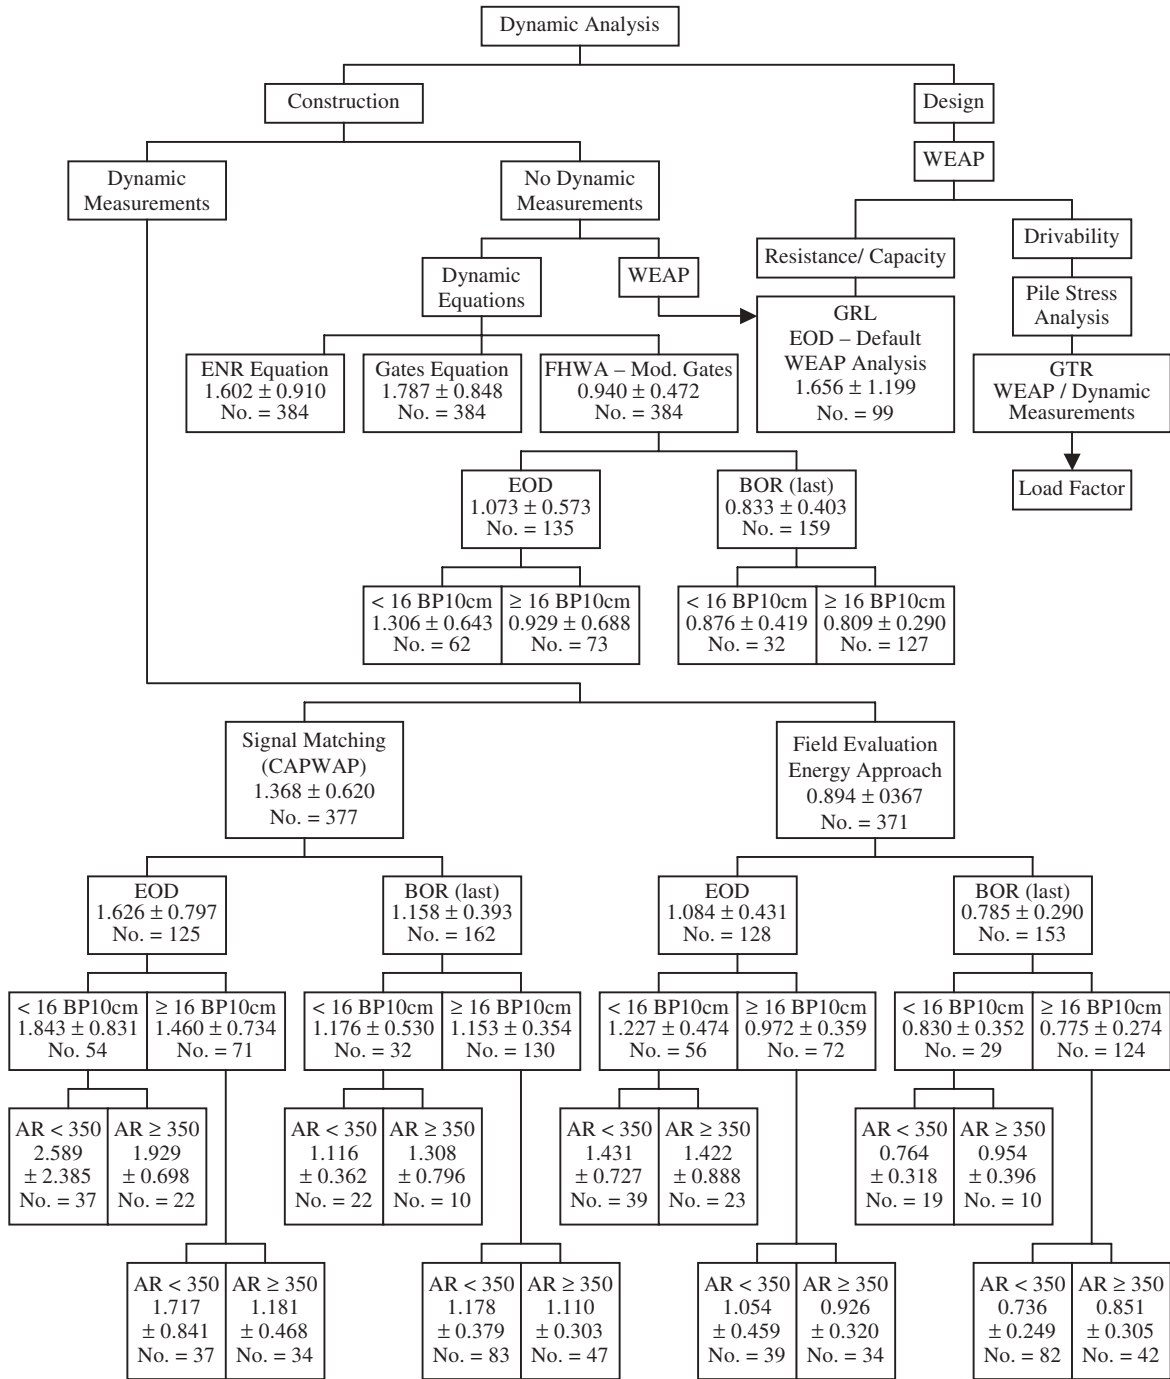 Dynamic Analysis
Construction
Design
Dynamic
Measurements
No Dynamic
Measurements
WEAP
Drivability
Resistance/ Capacity
Dynamic
Equations
WEAP
Pile Stress
Analysis
GRL
EOD – Default
WEAP Analysis
1.656 ± 1.199
No. = 99
ENR Equation
1.602 ± 0.910
No. = 384
Gates Equation
1.787 ± 0.848
No. = 384
FHWA – Mod. Gates
0.940 ± 0.472
No. = 384
GTR
WEAP / Dynamic
Measurements
Load Factor
EOD
1.073 ± 0.573
No. = 135
BOR (last)
0.833 ± 0.403
No. = 159
< 16 BP10cm
1.306 ± 0.643
No. = 62
≥ 16 BP10cm
0.929 ± 0.688
No. = 73
< 16 BP10cm
0.876 ± 0.419
No. = 32
≥ 16 BP10cm
0.809 ± 0.290
No. = 127
Signal Matching
(CAPWAP)
1.368 ± 0.620
No. = 377
Field Evaluation
Energy Approach
0.894 ± 0367
No. = 371
EOD
1.626 ± 0.797
No. = 125
BOR (last)
1.158 ± 0.393
No. = 162
EOD
1.084 ± 0.431
No. = 128
BOR (last)
0.785 ± 0.290
No. = 153
< 16 BP10cm
1.843 ± 0.831
No. 54
≥ 16 BP10cm
1.460 ± 0.734
No. = 71
< 16 BP10cm
1.176 ± 0.530
No. = 32
≥ 16 BP10cm
1.153 ± 0.354
No. = 130
< 16 BP10cm
1.227 ± 0.474
No. = 56
≥ 16 BP10cm
0.972 ± 0.359
No. = 72
< 16 BP10cm
0.830 ± 0.352
No. = 29
≥ 16 BP10cm
0.775 ± 0.274
No. = 124
AR < 350
2.589
± 2.385
No. = 37
AR ≥ 350
1.929
± 0.698
No. = 22
AR < 350
1.116
± 0.362
No. = 22
AR ≥ 350
1.308
± 0.796
No. = 10
AR < 350
1.431
± 0.727
No. = 39
AR ≥ 350
1.422
± 0.888
No. = 23
AR < 350
0.764
± 0.318
No. = 19
AR ≥ 350
0.954
± 0.396
No. = 10
AR < 350
1.717
± 0.841
No. = 37
AR ≥ 350
1.181
± 0.468
No. = 34
AR < 350
1.178
± 0.379
No. = 83
AR ≥ 350
1.110
± 0.303
No. = 47
AR < 350
1.054
± 0.459
No. = 39
AR ≥ 350
0.926
± 0.320
No. = 34
AR < 350
0.736
± 0.249
No. = 82
AR ≥ 350
0.851
± 0.305
No. = 42